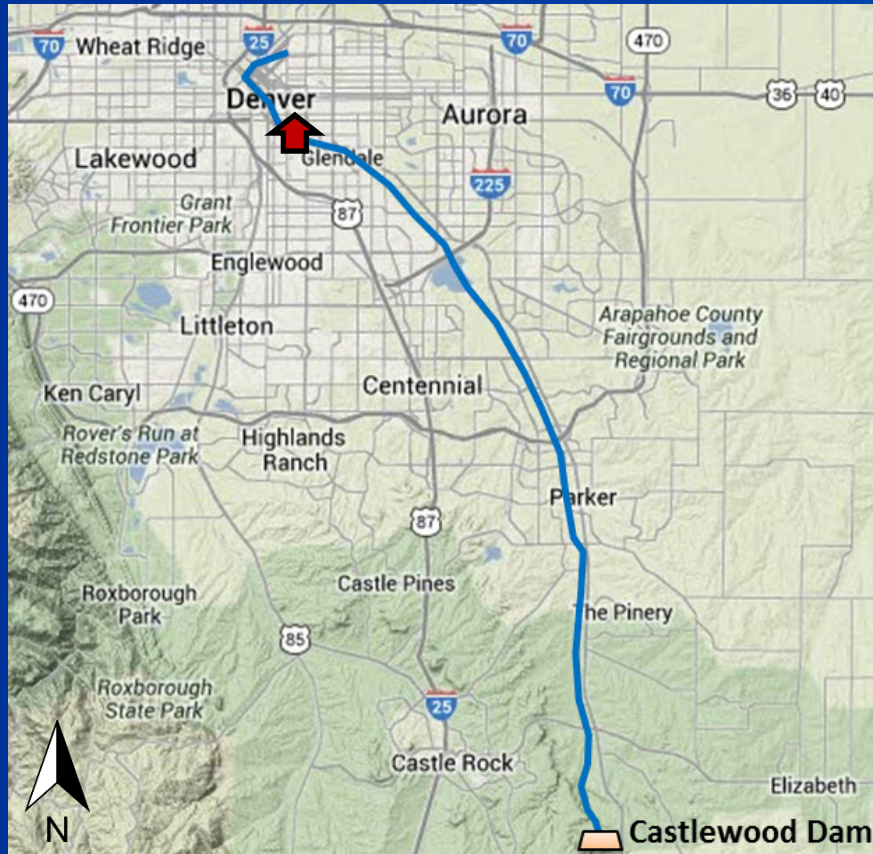 70
Wheat Ridge
25
70
470
Denver
70
36
40
Aurora
Lakewood
Glendale
225
Grant
Frontier Park
87
Englewood
470
Littleton
Arapahoe County
Fairgrounds and
Regional Park
Ken Caryl
Centennial
Rover's Run at
Redstone Park
Highlands
Ranch
Parker
87
Castle Pines
Roxborough
Park
The Pinery
85
Roxborough
State Park
25
Castle Rock
Elizabeth
N
Castlewood Dam